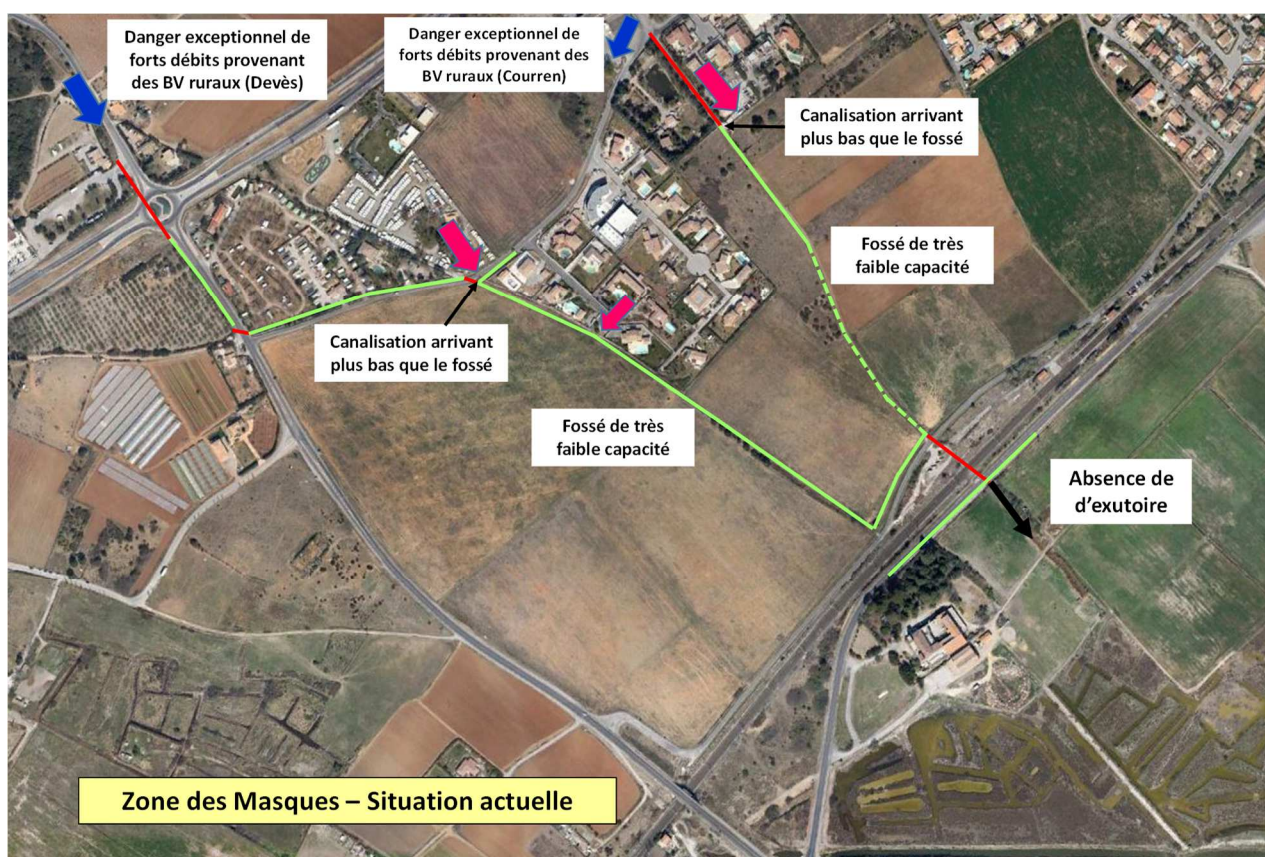 Danger exceptionnel de
forts débits provenant
des BV ruraux (Devès)
Danger exceptionnel de
forts débits provenant des
BV ruraux (Courren)
Canalisation arrivant
plus bas que le fossé
Fossé de très
faible capacité
Canalisation arrivant
plus bas que le fossé
Fossé de très
faible capacité
Absence de
d’exutoire
Zone des Masques – Situation actuelle